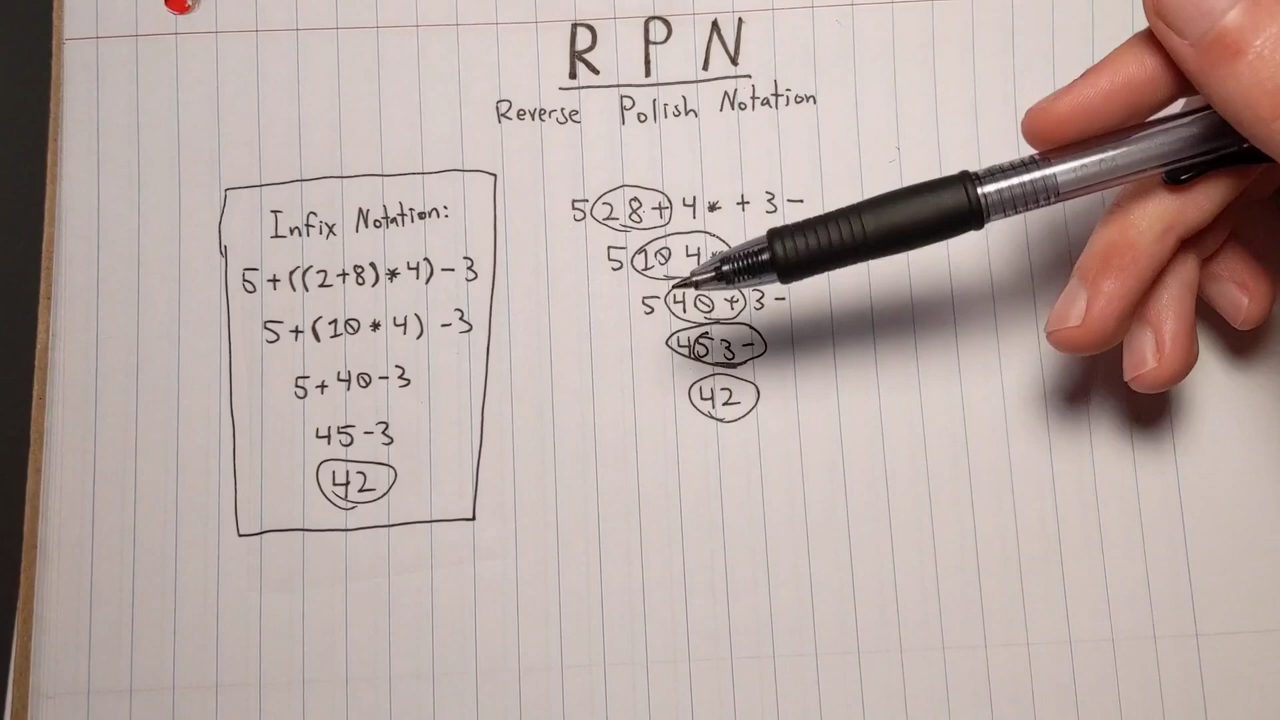 R P N
Reverse Polish Notation
Infix Notation:
5+((2+8)*4)-3
5+(10*4)-3
5+40-3
45-3
42
5 2 8 + 4 * + 3 -
5 10 4
5 40 + 3 -
45 3 -
42